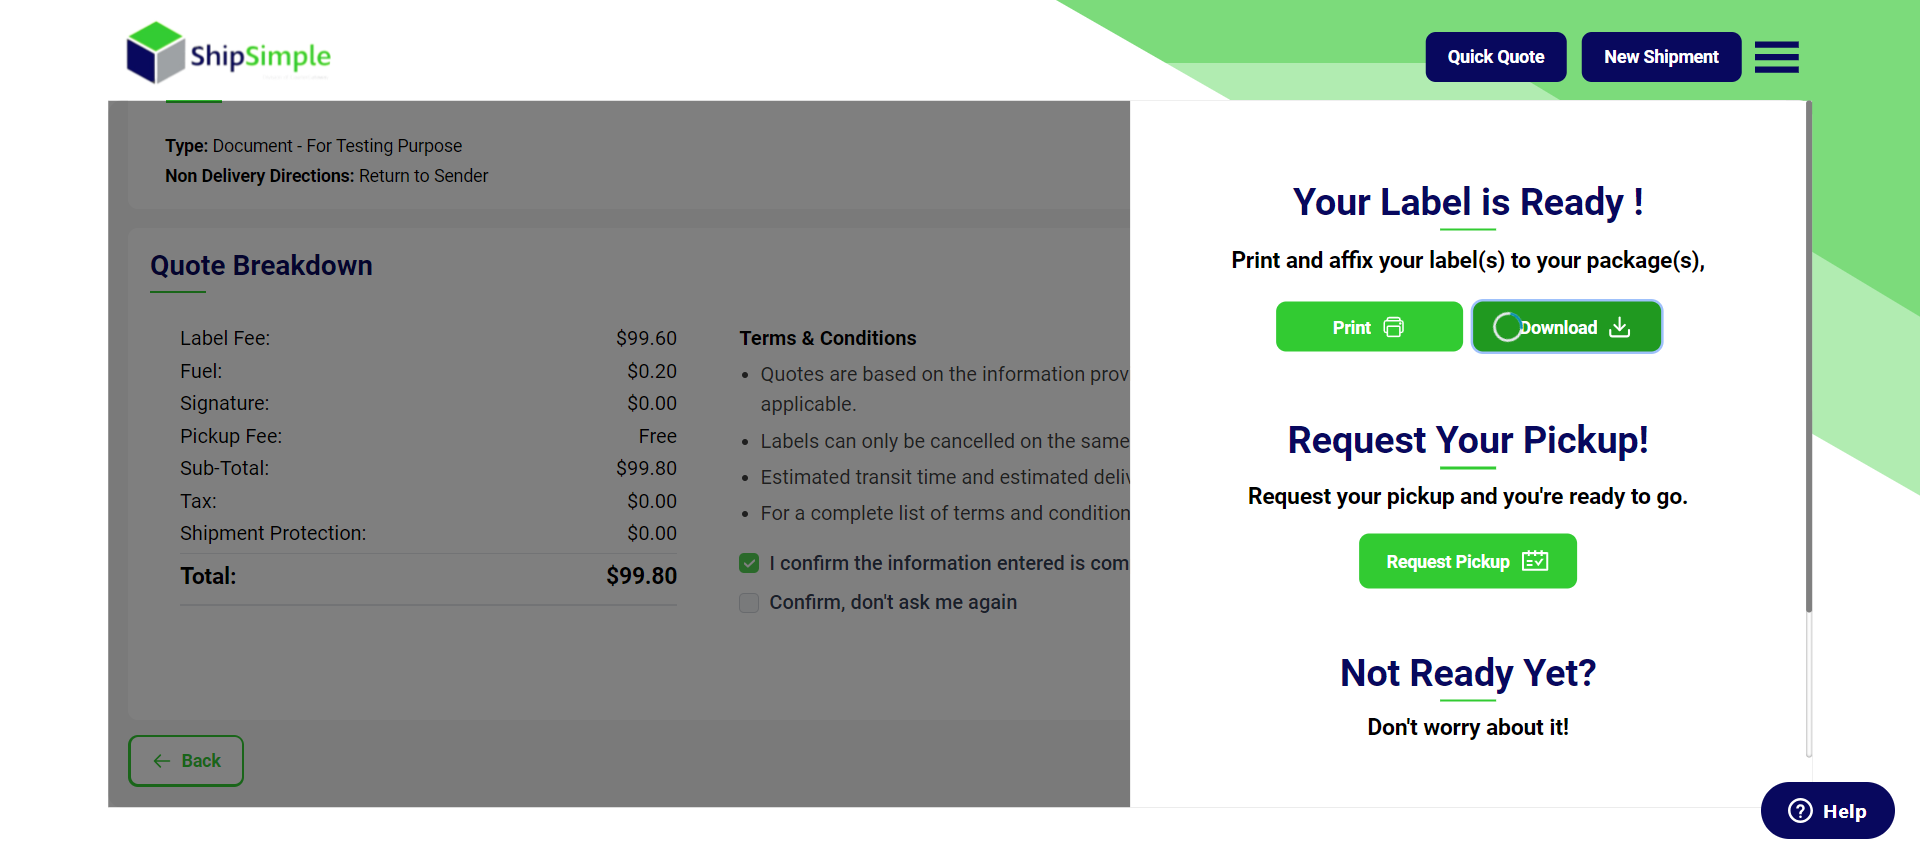 ShipSimple
Quick Quote
New Shipment
Type: Document - For Testing Purpose
Non Delivery Directions: Return to Sender
Quote Breakdown
Label Fee: $99.60
Fuel: $0.20
Signature: $0.00
Pickup Fee: Free
Sub-Total: $99.80
Tax: $0.00
Shipment Protection: $0.00
Total: $99.80
Terms & Conditions
• Quotes are based on the information prov
applicable.
• Labels can only be cancelled on the same
• Estimated transit time and estimated deliv
• For a complete list of terms and condition
I confirm the information entered is com
Confirm, don't ask me again
Back
Your Label is Ready !
Print and affix your label(s) to your package(s),
Print
Download
Request Your Pickup!
Request your pickup and you're ready to go.
Request Pickup
Not Ready Yet?
Don't worry about it!
Help